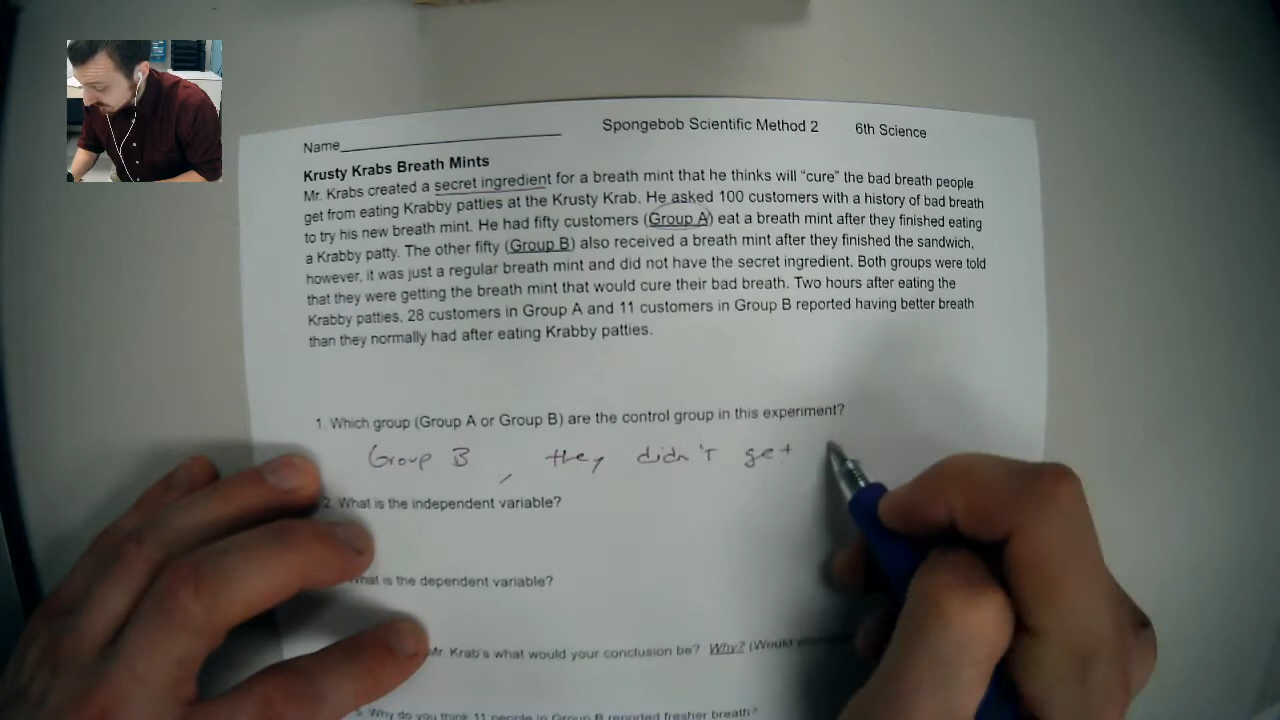 Name Spongebob Scientific Method 2 6th Science
Krusty Krabs Breath Mints
Mr. Krabs created a secret ingredient for a breath mint that he thinks will “cure” the bad breath people
get from eating Krabby patties at the Krusty Krab. He asked 100 customers with a history of bad breath
to try his new breath mint. He had fifty customers (Group A) eat a breath mint after they finished eating
a Krabby patty. The other fifty (Group B) also received a breath mint after they finished the sandwich,
however, it was just a regular breath mint and did not have the secret ingredient. Both groups were told
that they were getting the breath mint that would cure their bad breath. Two hours after eating the
Krabby patties, 28 customers in Group A and 11 customers in Group B reported having better breath
than they normally had after eating Krabby patties.
1. Which group (Group A or Group B) are the control group in this experiment?
Group B, they didn't get
2. What is the independent variable?
What is the dependent variable?
Mr. Krab's what would your conclusion be? Why? (Would
Why do you think 11 people in Group B reported fresher breath?